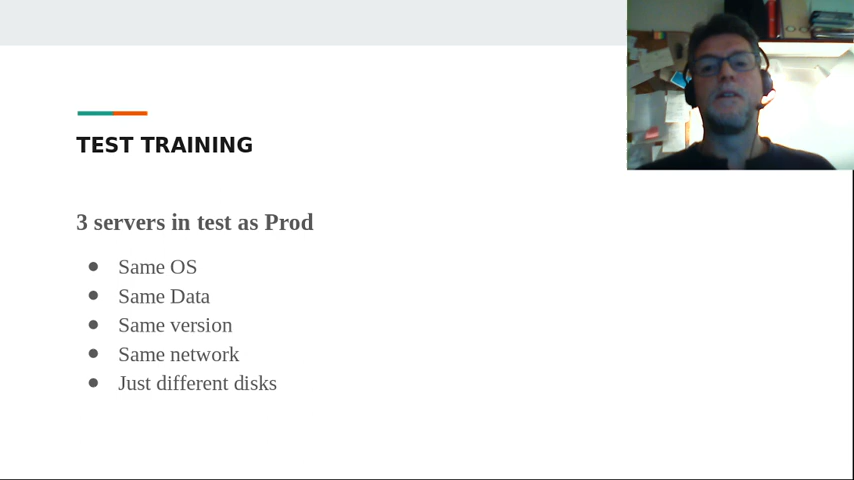 TEST TRAINING
3 servers in test as Prod
● Same OS
● Same Data
● Same version
● Same network
● Just different disks